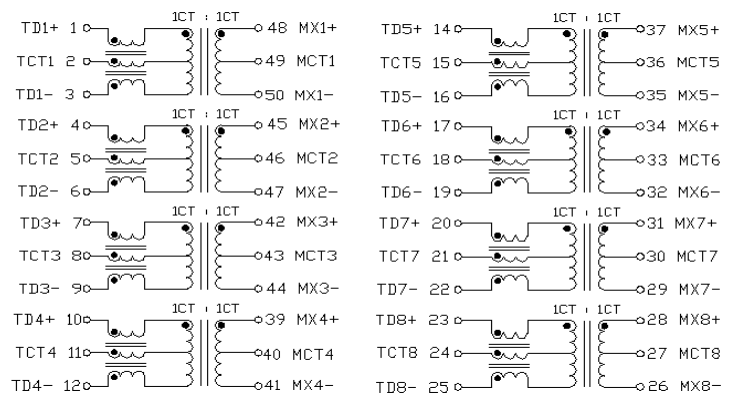 1CT : 1CT
TD1+ 1 48 MX1+
TCT1 2 49 MCT1
TD1- 3 50 MX1-
1CT : 1CT
TD2+ 4 45 MX2+
TCT2 5 46 MCT2
TD2- 6 47 MX2-
1CT : 1CT
TD3+ 7 42 MX3+
TCT3 8 43 MCT3
TD3- 9 44 MX3-
1CT : 1CT
TD4+ 10 39 MX4+
TCT4 11 40 MCT4
TD4- 12 41 MX4-
1CT : 1CT
TD5+ 14 37 MX5+
TCT5 15 36 MCT5
TD5- 16 35 MX5-
1CT : 1CT
TD6+ 17 34 MX6+
TCT6 18 33 MCT6
TD6- 19 32 MX6-
1CT : 1CT
TD7+ 20 31 MX7+
TCT7 21 30 MCT7
TD7- 22 29 MX7-
1CT : 1CT
TD8+ 23 28 MX8+
TCT8 24 27 MCT8
TD8- 25 26 MX8-